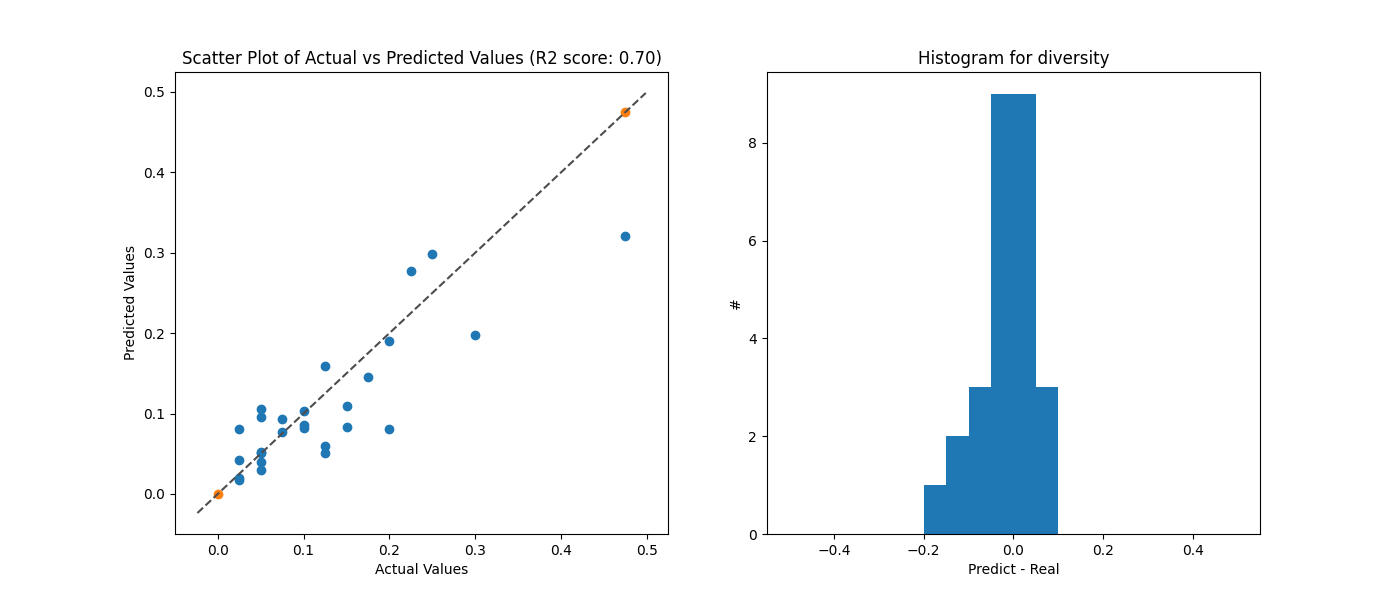 Scatter Plot of Actual vs Predicted Values (R2 score: 0.70)
0.5
0.4
0.3
0.2
0.1
0.0
Predicted Values
0.0 0.1 0.2 0.3 0.4 0.5
Actual Values
Histogram for diversity
8
6
4
2
0
#
−0.4 −0.2 0.0 0.2 0.4
Predict - Real